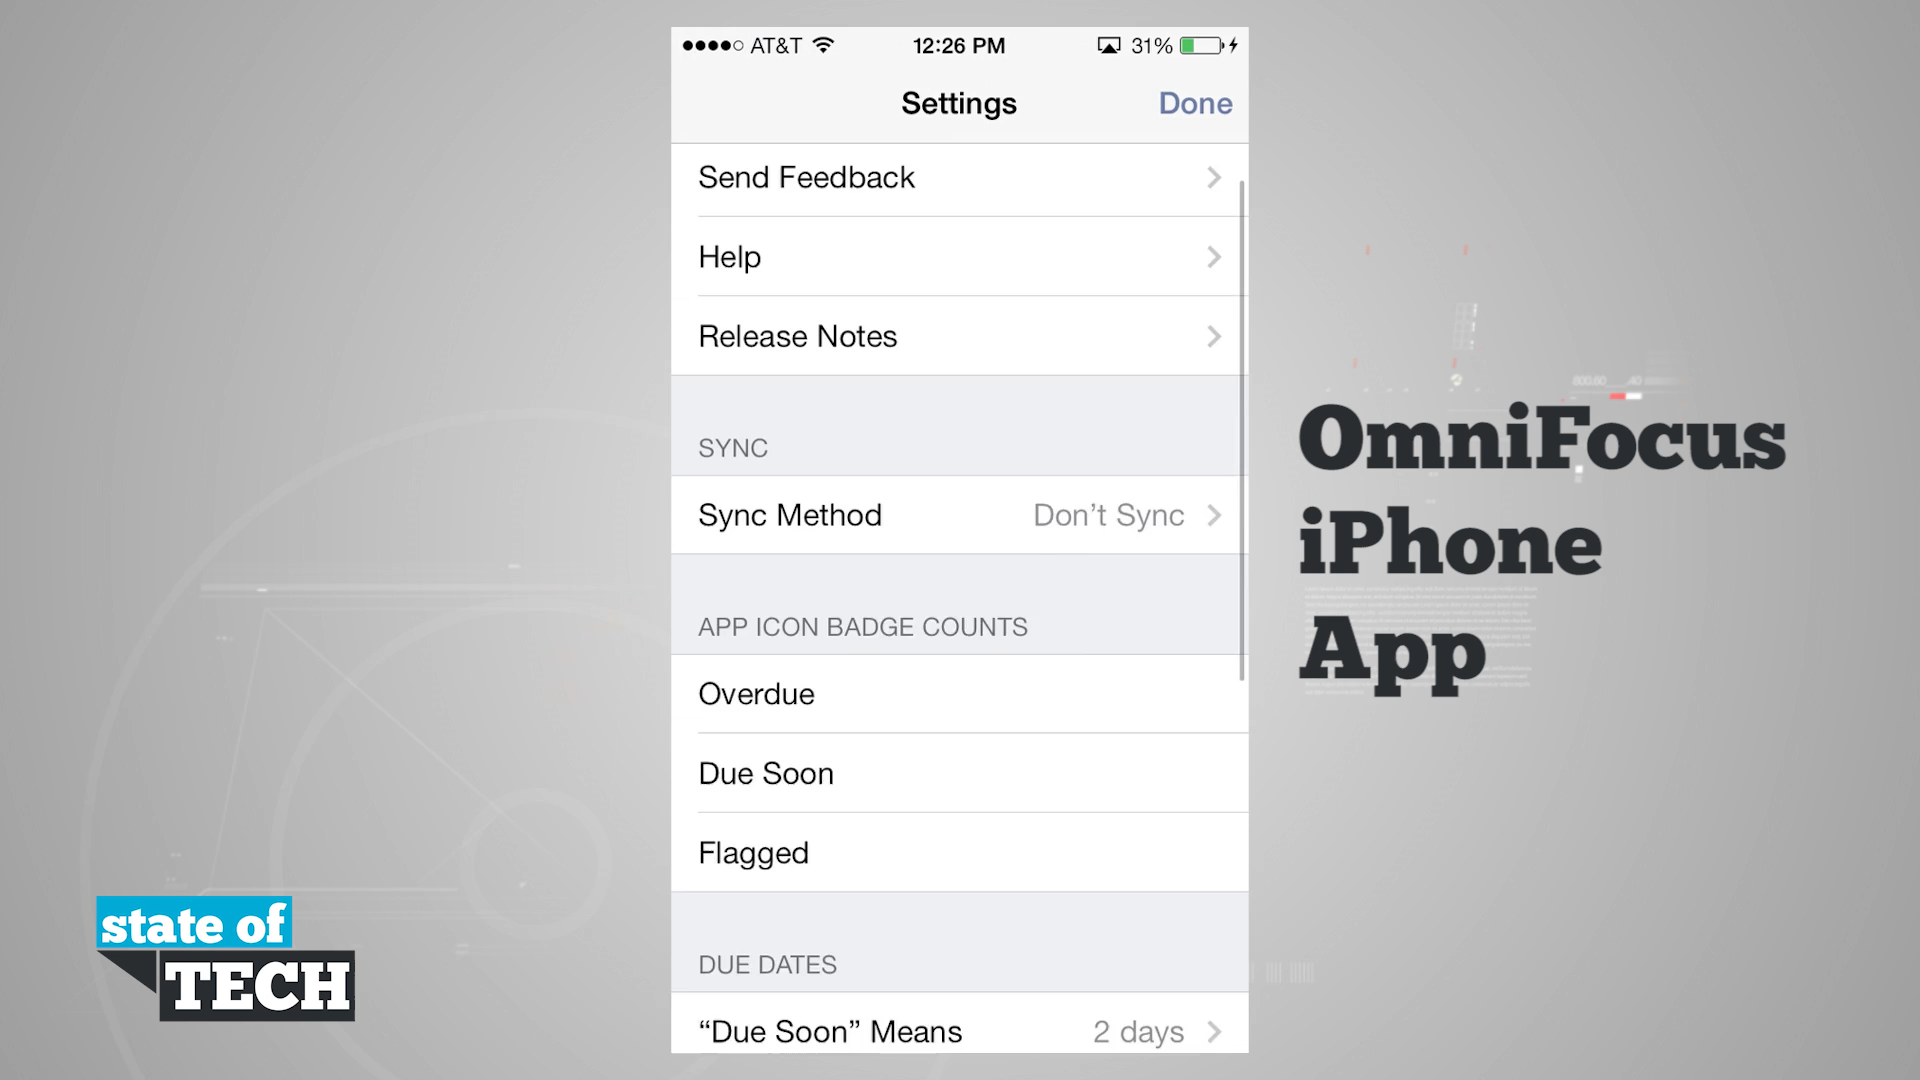 AT&T 12:26 PM 31%
Settings Done
Send Feedback
Help
Release Notes
SYNC
Sync Method Don't Sync
APP ICON BADGE COUNTS
Overdue
Due Soon
Flagged
DUE DATES
“Due Soon” Means 2 days
OmniFocus
iPhone
App
state of
TECH